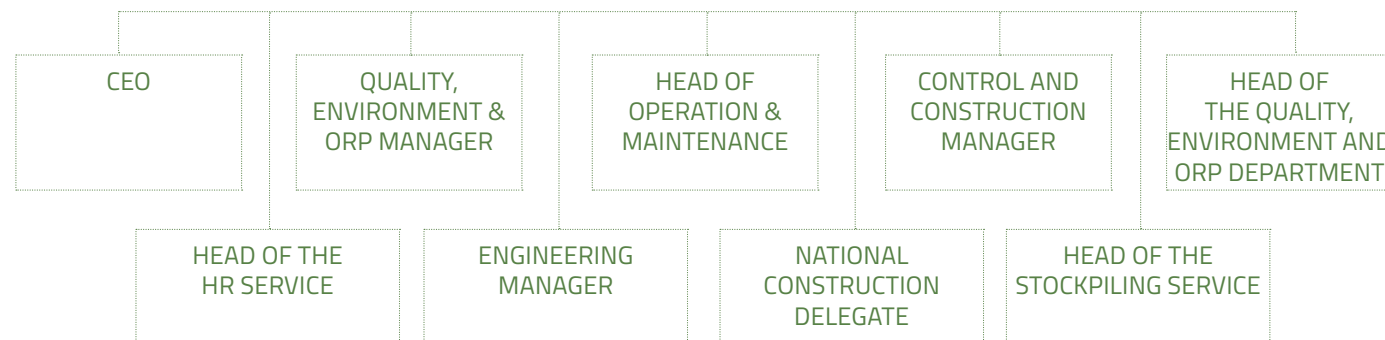 CEO
QUALITY,
ENVIRONMENT &
ORP MANAGER
HEAD OF
OPERATION &
MAINTENANCE
CONTROL AND
CONSTRUCTION
MANAGER
HEAD OF
THE QUALITY,
ENVIRONMENT AND
ORP DEPARTMENT
HEAD OF THE
HR SERVICE
ENGINEERING
MANAGER
NATIONAL
CONSTRUCTION
DELEGATE
HEAD OF THE
STOCKPILING SERVICE